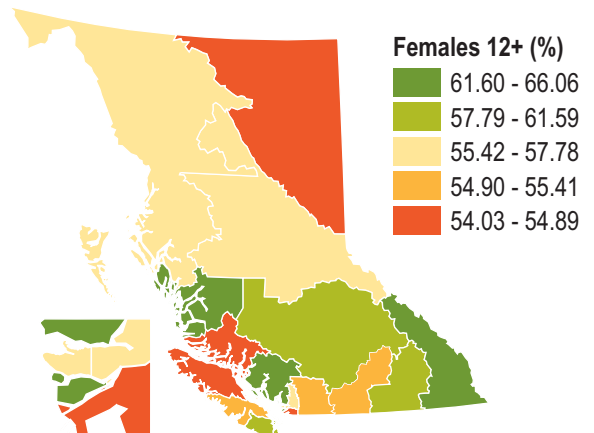 Females 12+ (%)
61.60 - 66.06
57.79 - 61.59
55.42 - 57.78
54.90 - 55.41
54.03 - 54.89